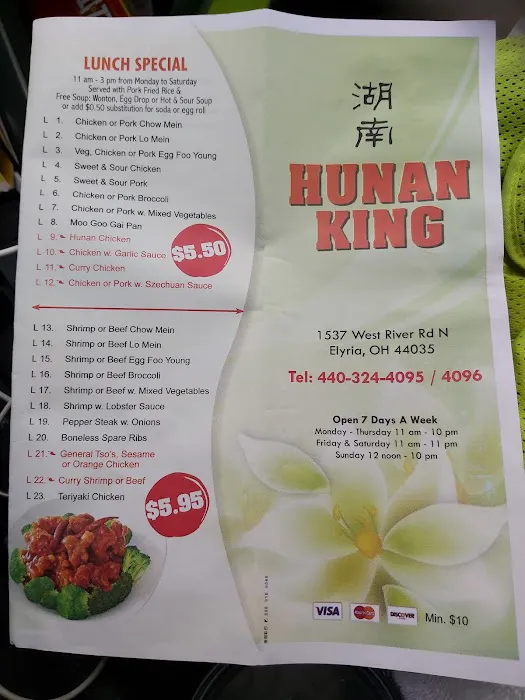 LUNCH SPECIAL
11 am - 3 pm from Monday to Saturday
Served with Pork Fried Rice &
Free Soup: Wonton, Egg Drop or Hot & Sour Soup
or add $0.50 substitution for soda or egg roll
L 1. Chicken or Pork Chow Mein
L 2. Chicken or Pork Lo Mein
L 3. Veg, Chicken or Pork Egg Foo Young
L 4. Sweet & Sour Chicken
L 5. Sweet & Sour Pork
L 6. Chicken or Pork Broccoli
L 7. Chicken or Pork w. Mixed Vegetables
L 8. Moo Goo Gai Pan
L 9. Hunan Chicken
L 10. Chicken w. Garlic Sauce
L 11. Curry Chicken
L 12. Chicken or Pork w. Szechuan Sauce
$5.50
L 13. Shrimp or Beef Chow Mein
L 14. Shrimp or Beef Lo Mein
L 15. Shrimp or Beef Egg Foo Young
L 16. Shrimp or Beef Broccoli
L 17. Shrimp or Beef w. Mixed Vegetables
L 18. Shrimp w. Lobster Sauce
L 19. Pepper Steak w. Onions
L 20. Boneless Spare Ribs
L 21. General Tso's, Sesame
or Orange Chicken
L 22. Curry Shrimp or Beef
L 23. Teriyaki Chicken
$5.95
湖
南
HUNAN
KING
1537 West River Rd N
Elyria, OH 44035
Tel: 440-324-4095 / 4096
Open 7 Days A Week
Monday - Thursday 11 am - 10 pm
Friday & Saturday 11 am - 11 pm
Sunday 12 noon - 10 pm
VISA
MasterCard
DISCOVER
Min. $10